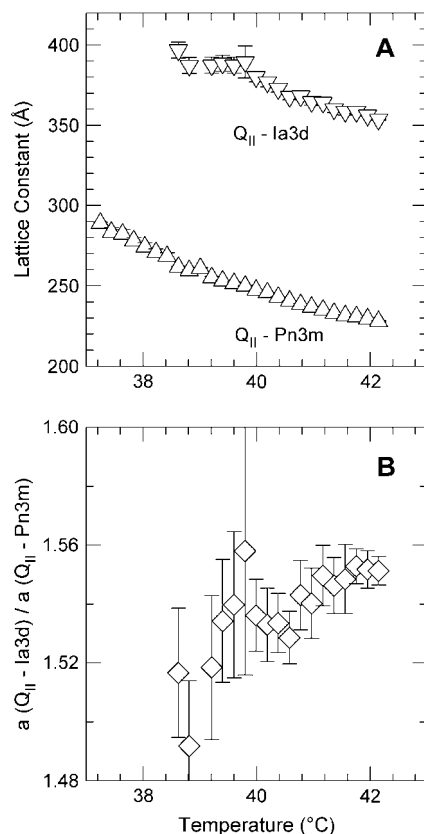 400
A
350
Q_II - Ia3d
300
Lattice Constant (Å)
250
Q_II - Pn3m
200
38 40 42
1.60
B
1.56
a (Q_II - Ia3d) / a (Q_II - Pn3m)
1.52
1.48
38 40 42
Temperature (°C)